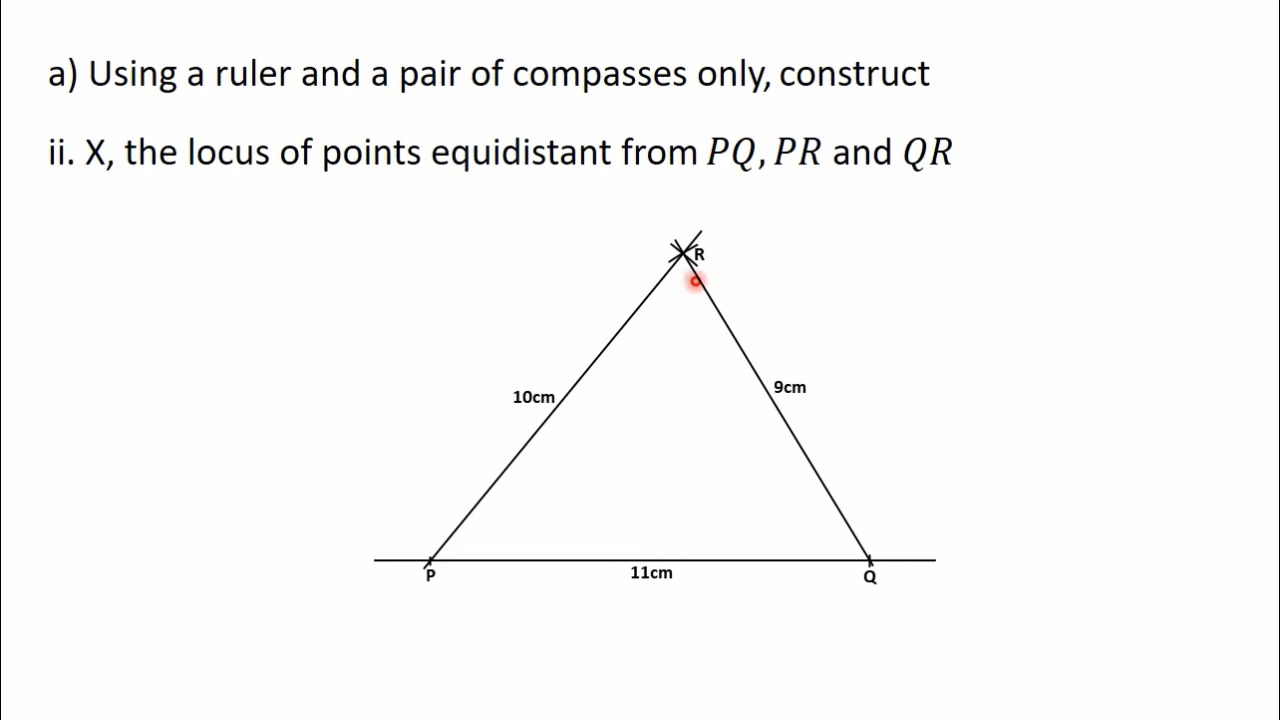 a) Using a ruler and a pair of compasses only, construct
ii. X, the locus of points equidistant from PQ, PR and QR
R
10cm
9cm
P
11cm
Q